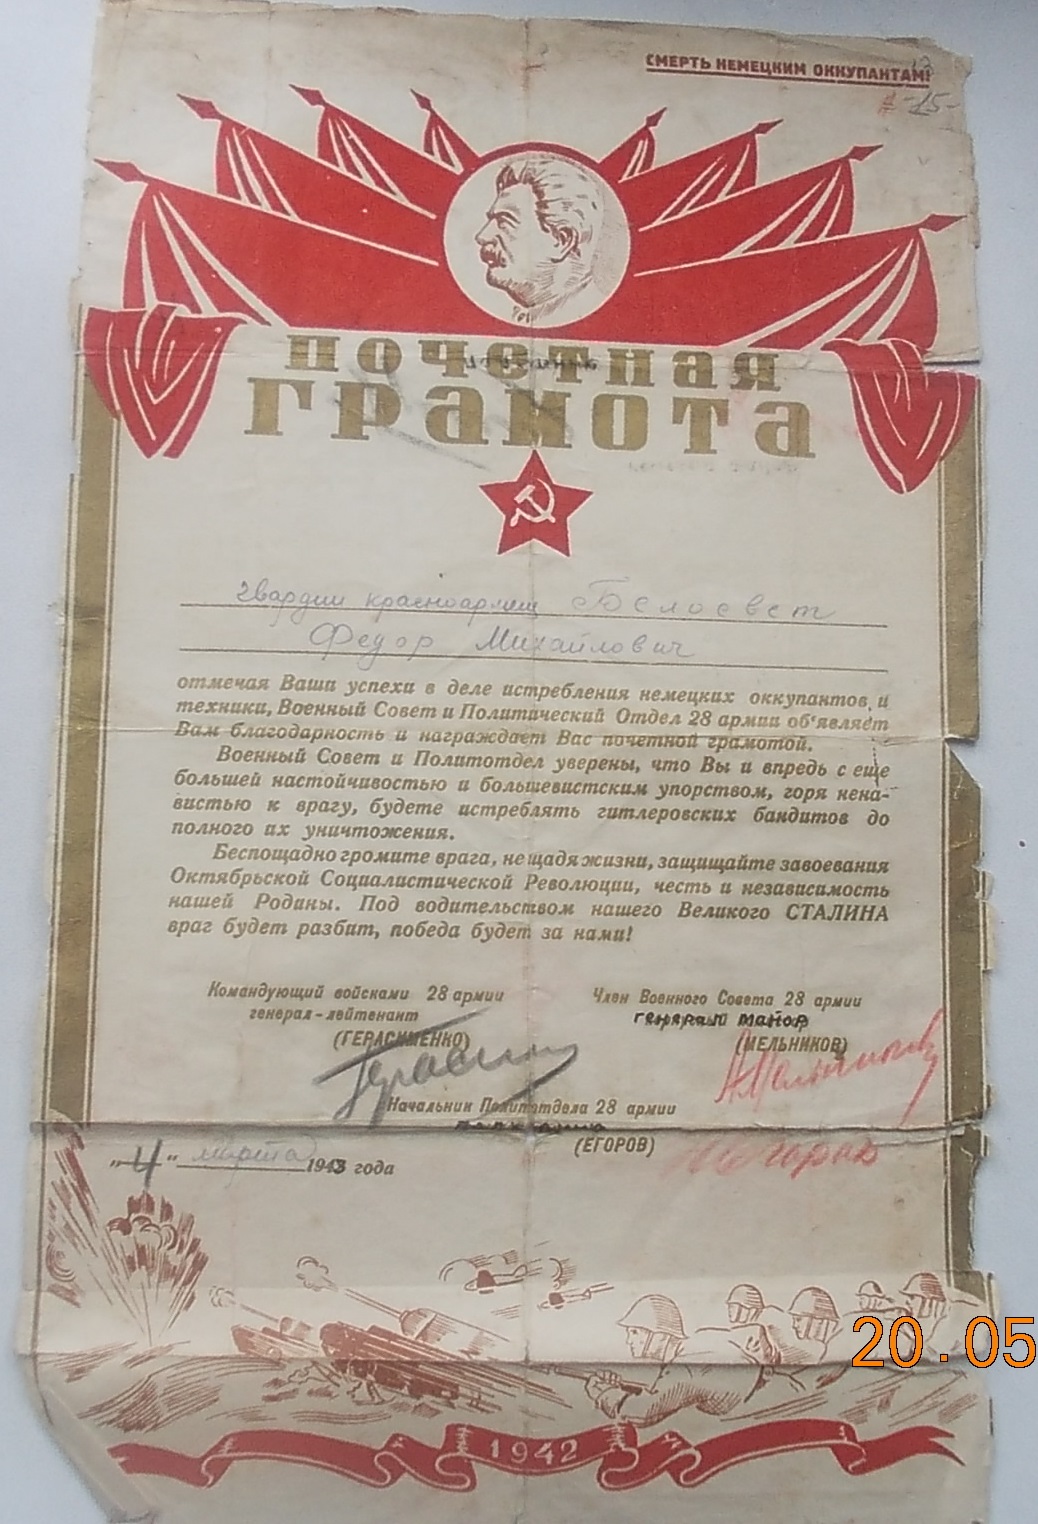 СМЕРТЬ НЕМЕЦКИМ ОККУПАНТАМ!
-15-
ПОЧЕТНАЯ
ГРАМОТА
гвардии красноармеец Белосвет
Федор Михайлович
отмечая Ваши успехи в деле истребления немецких оккупантов и
техники, Военный Совет и Политический Отдел 28 армии об'являет
Вам благодарность и награждает Вас почетной грамотой.
Военный Совет и Политотдел уверены, что Вы и впредь с еще
большей настойчивостью и большевистским упорством, горя нена-
вистью к врагу, будете истреблять гитлеровских бандитов до
полного их уничтожения.
Беспощадно громите врага, не щадя жизни, защищайте завоевания
Октябрьской Социалистической Революции, честь и независимость
нашей Родины. Под водительством нашего Великого СТАЛИНА
враг будет разбит, победа будет за нами!
Командующий войсками 28 армии
генерал-лейтенант
(ГЕРАСИМЕНКО)
Член Военного Совета 28 армии
генерал майор
(МЕЛЬНИКОВ)
Начальник Политотдела 28 армии
(ЕГОРОВ)
"4" марта 1943 года
1942
20.05